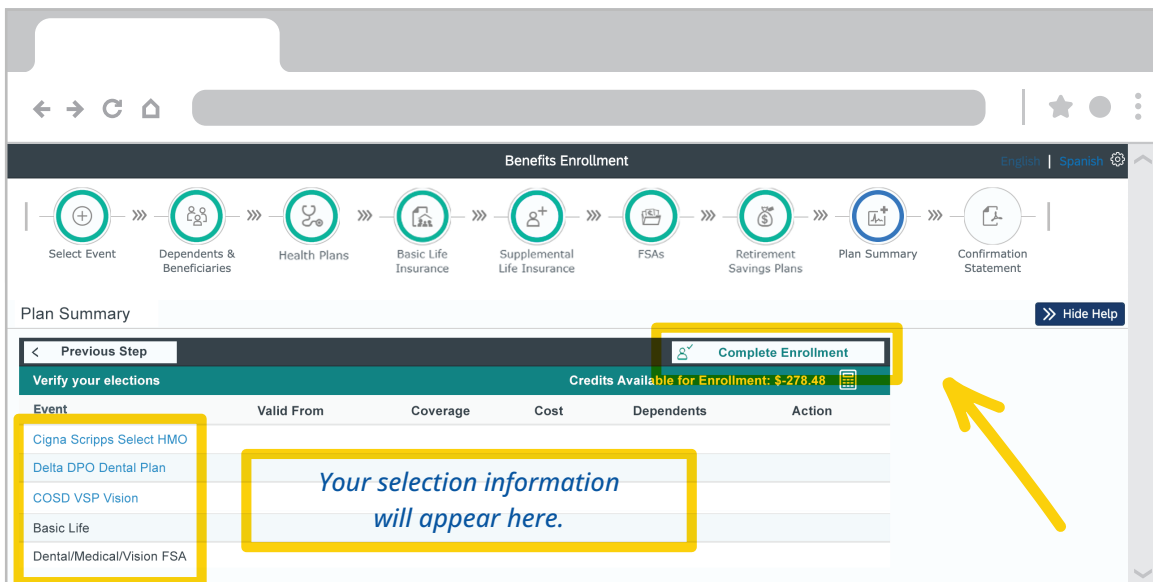 Benefits Enrollment
English | Spanish
Select Event
Dependents &
Beneficiaries
Health Plans
Basic Life
Insurance
Supplemental
Life Insurance
FSAs
Retirement
Savings Plans
Plan Summary
Confirmation
Statement
Plan Summary
Hide Help
< Previous Step
Complete Enrollment
Verify your elections
Credits Available for Enrollment: $-278.48
Event Valid From Coverage Cost Dependents Action
Cigna Scripps Select HMO
Delta DPO Dental Plan
COSD VSP Vision
Basic Life
Dental/Medical/Vision FSA
Your selection information
will appear here.